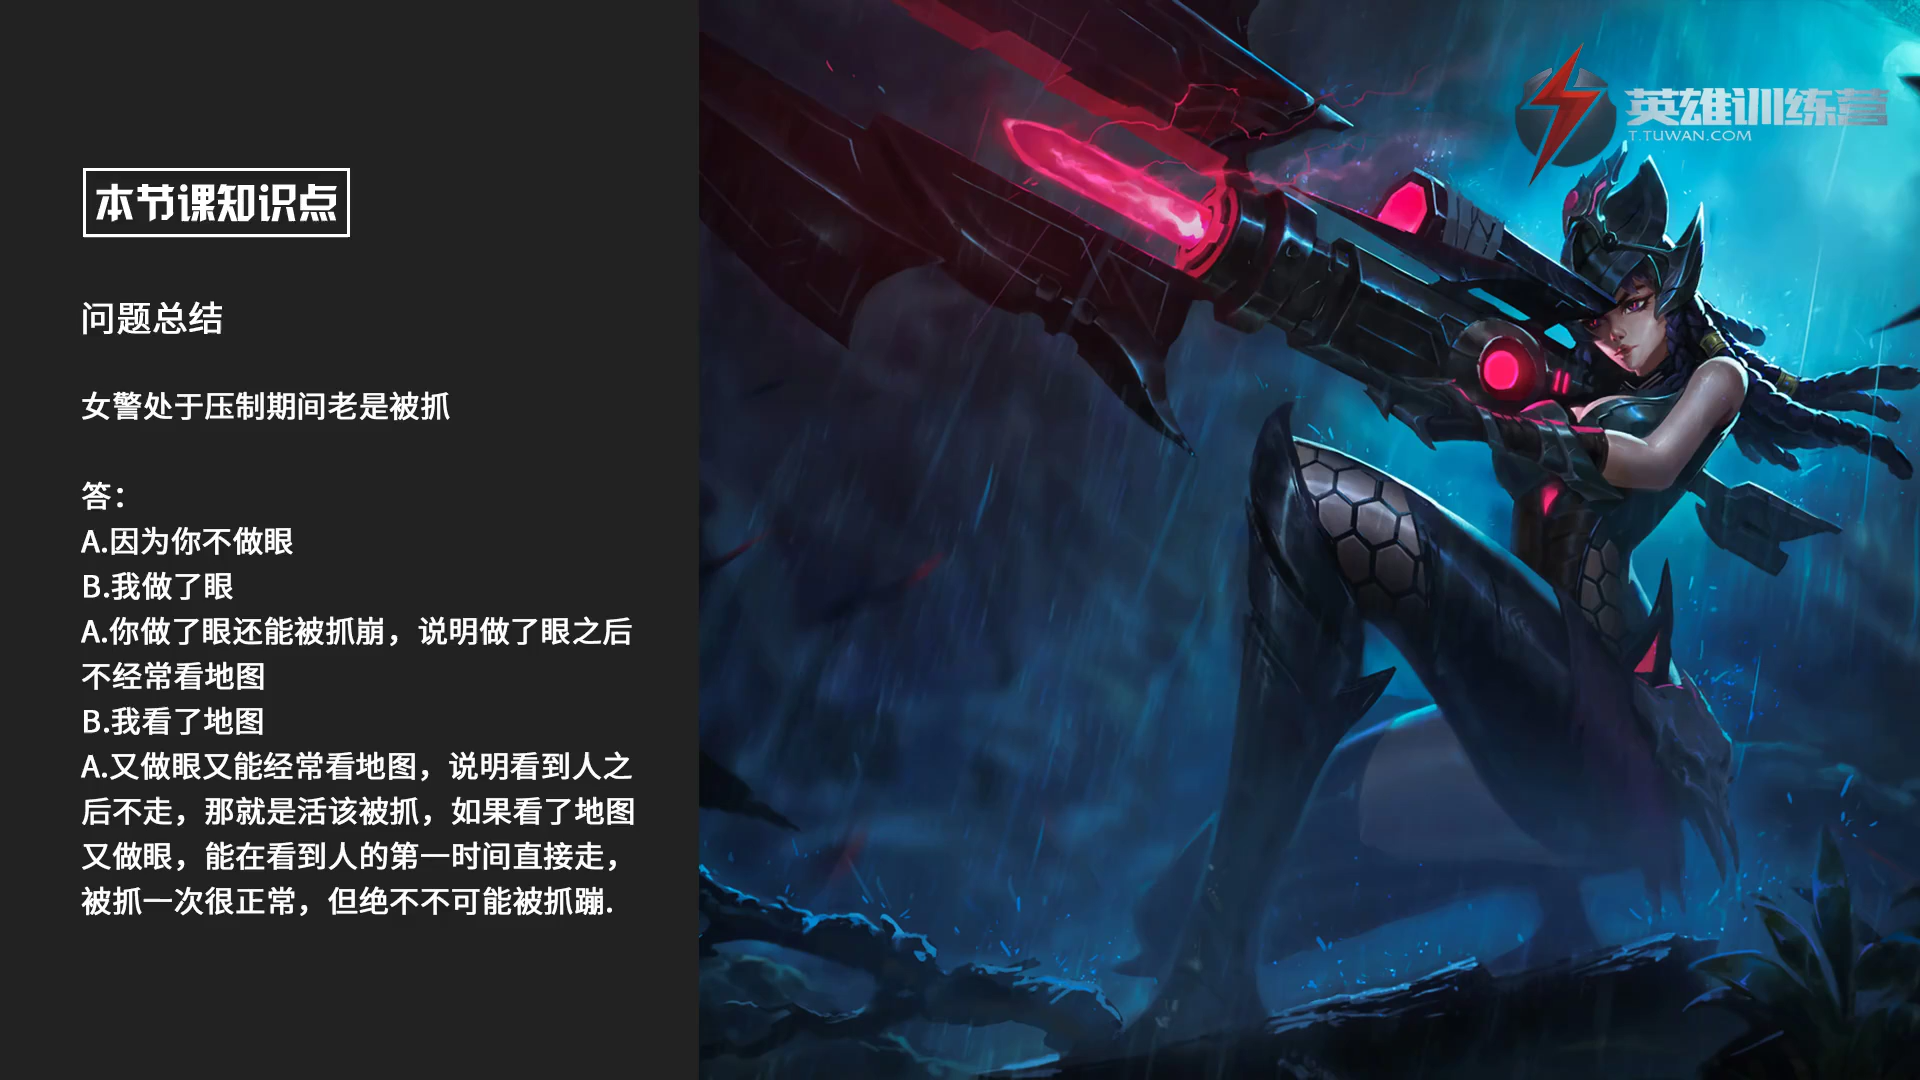 英雄训练营
T.TUWAN.COM
本节课知识点
问题总结
女警处于压制期间老是被抓
答：
A.因为你不做眼
B.我做了眼
A.你做了眼还能被抓崩，说明做了眼之后
不经常看地图
B.我看了地图
A.又做眼又能经常看地图，说明看到人之
后不走，那就是活该被抓，如果看了地图
又做眼，能在看到人的第一时间直接走，
被抓一次很正常，但绝不不可能被抓蹦.